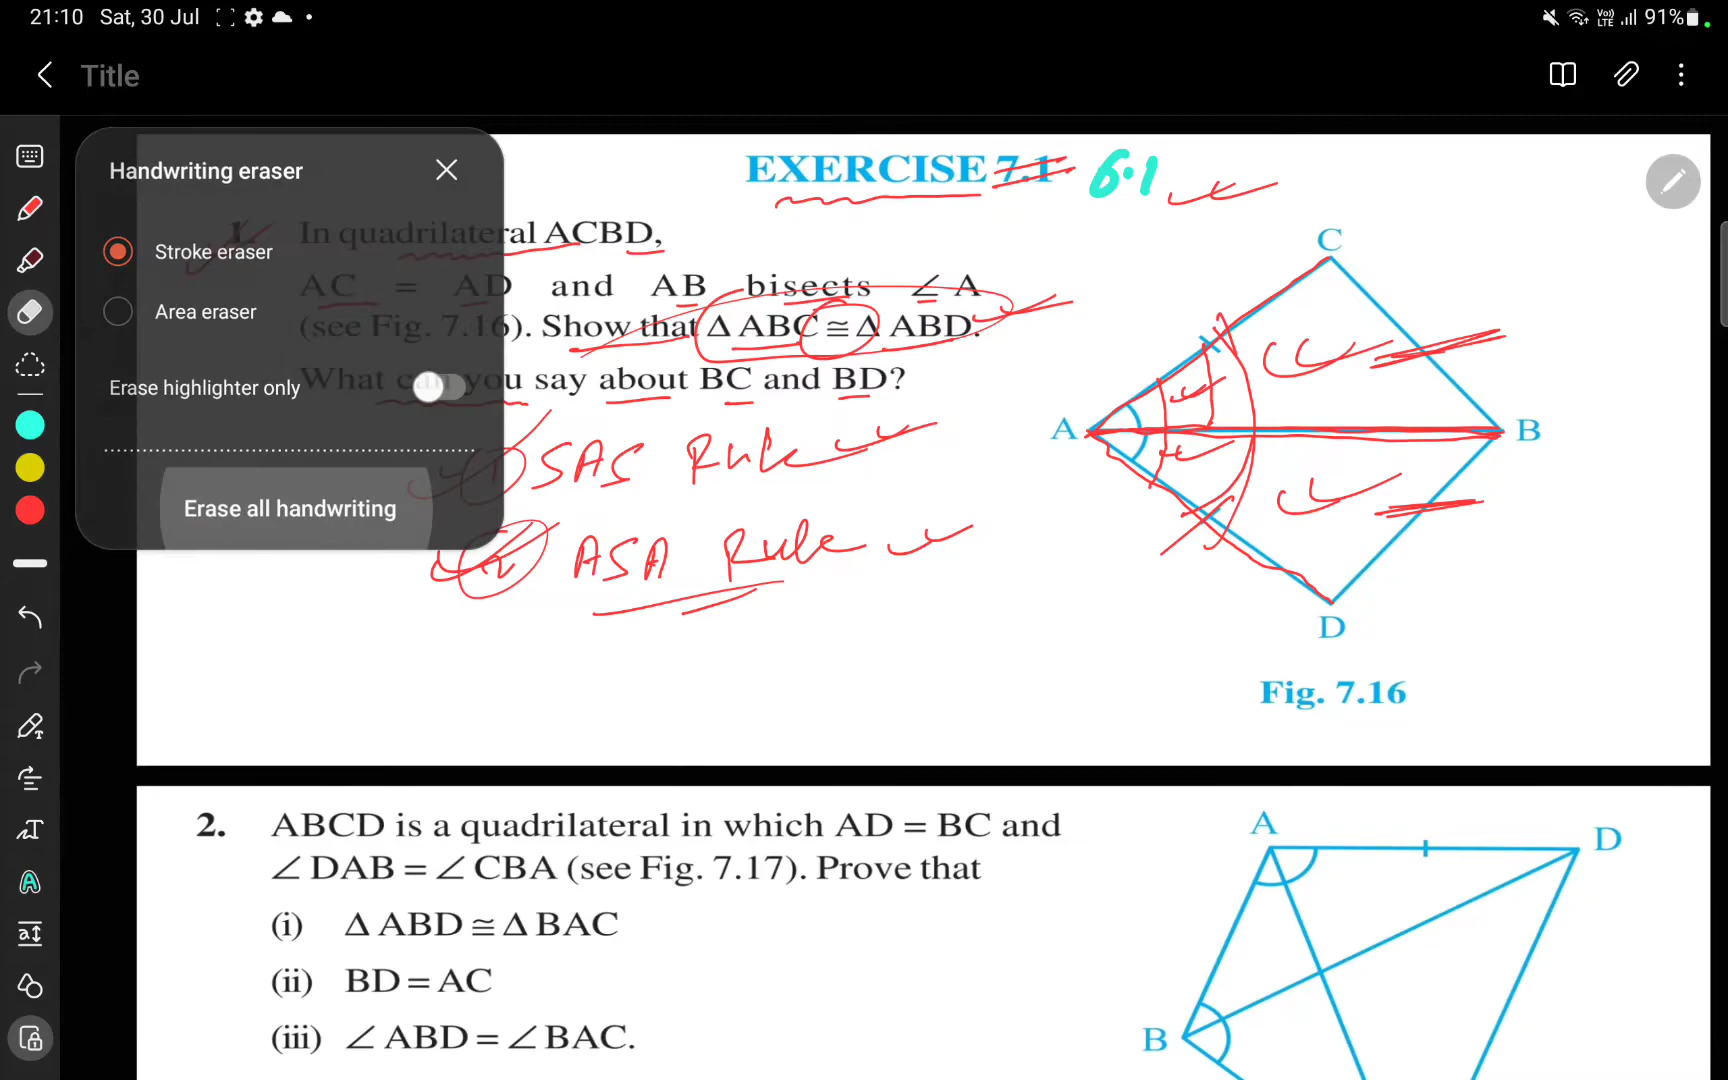 21:10 Sat, 30 Jul
Vo)) LTE 91%
Title
Handwriting eraser
Stroke eraser
Area eraser
Erase highlighter only
Erase all handwriting
EXERCISE 7.1 6.1
1. In quadrilateral ACBD,
AC = AD and AB bisects ∠ A
(see Fig. 7.16). Show that Δ ABC ≅ Δ ABD.
What can you say about BC and BD?
SAS Rule
ASA Rule
C
A
B
D
Fig. 7.16
2. ABCD is a quadrilateral in which AD = BC and
∠ DAB = ∠ CBA (see Fig. 7.17). Prove that
(i) Δ ABD ≅ Δ BAC
(ii) BD = AC
(iii) ∠ ABD = ∠ BAC.
A
D
B